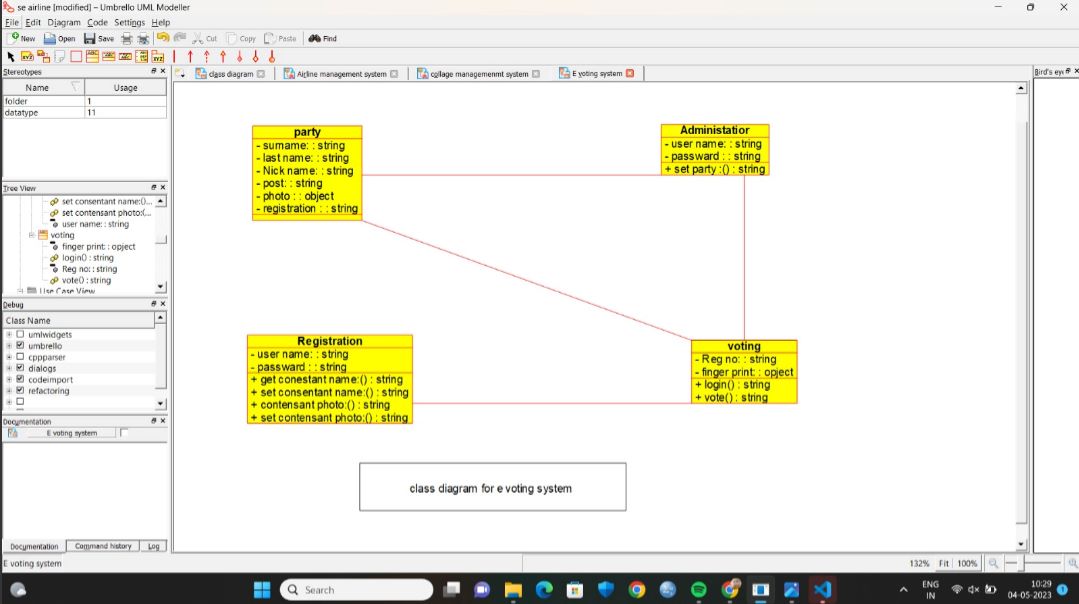 se airline [modified] – Umbrello UML Modeller
File Edit Diagram Code Settings Help
New Open Save Cut Copy Paste Find
Stereotypes
class diagram Airline management system collage managemenmt system E voting system
Bird's eye
Name Usage
folder 1
datatype 11
Tree View
set consentant name:()...
set contensant photo:(...
user name: : string
voting
finger print: : opject
login() : string
Reg no: : string
vote() : string
Use Case View
Debug
Class Name
umlwidgets
umbrello
cppparser
dialogs
codeimport
refactoring
Documentation
E voting system
Documentation Command history Log
party
- surname: : string
- last name: : string
- Nick name: : string
- post: : string
- photo : : object
- registration : : string
Administatior
- user name: : string
- passward : : string
+ set party :() : string
Registration
- user name: : string
- passward : : string
+ get conestant name:() : string
+ set consentant name:() : string
+ contensant photo:() : string
+ set contensant photo:() : string
voting
- Reg no: : string
- finger print: : opject
+ login() : string
+ vote() : string
class diagram for e voting system
E voting system
132% Fit 100%
Search
ENG
IN
10:29
04-05-2023